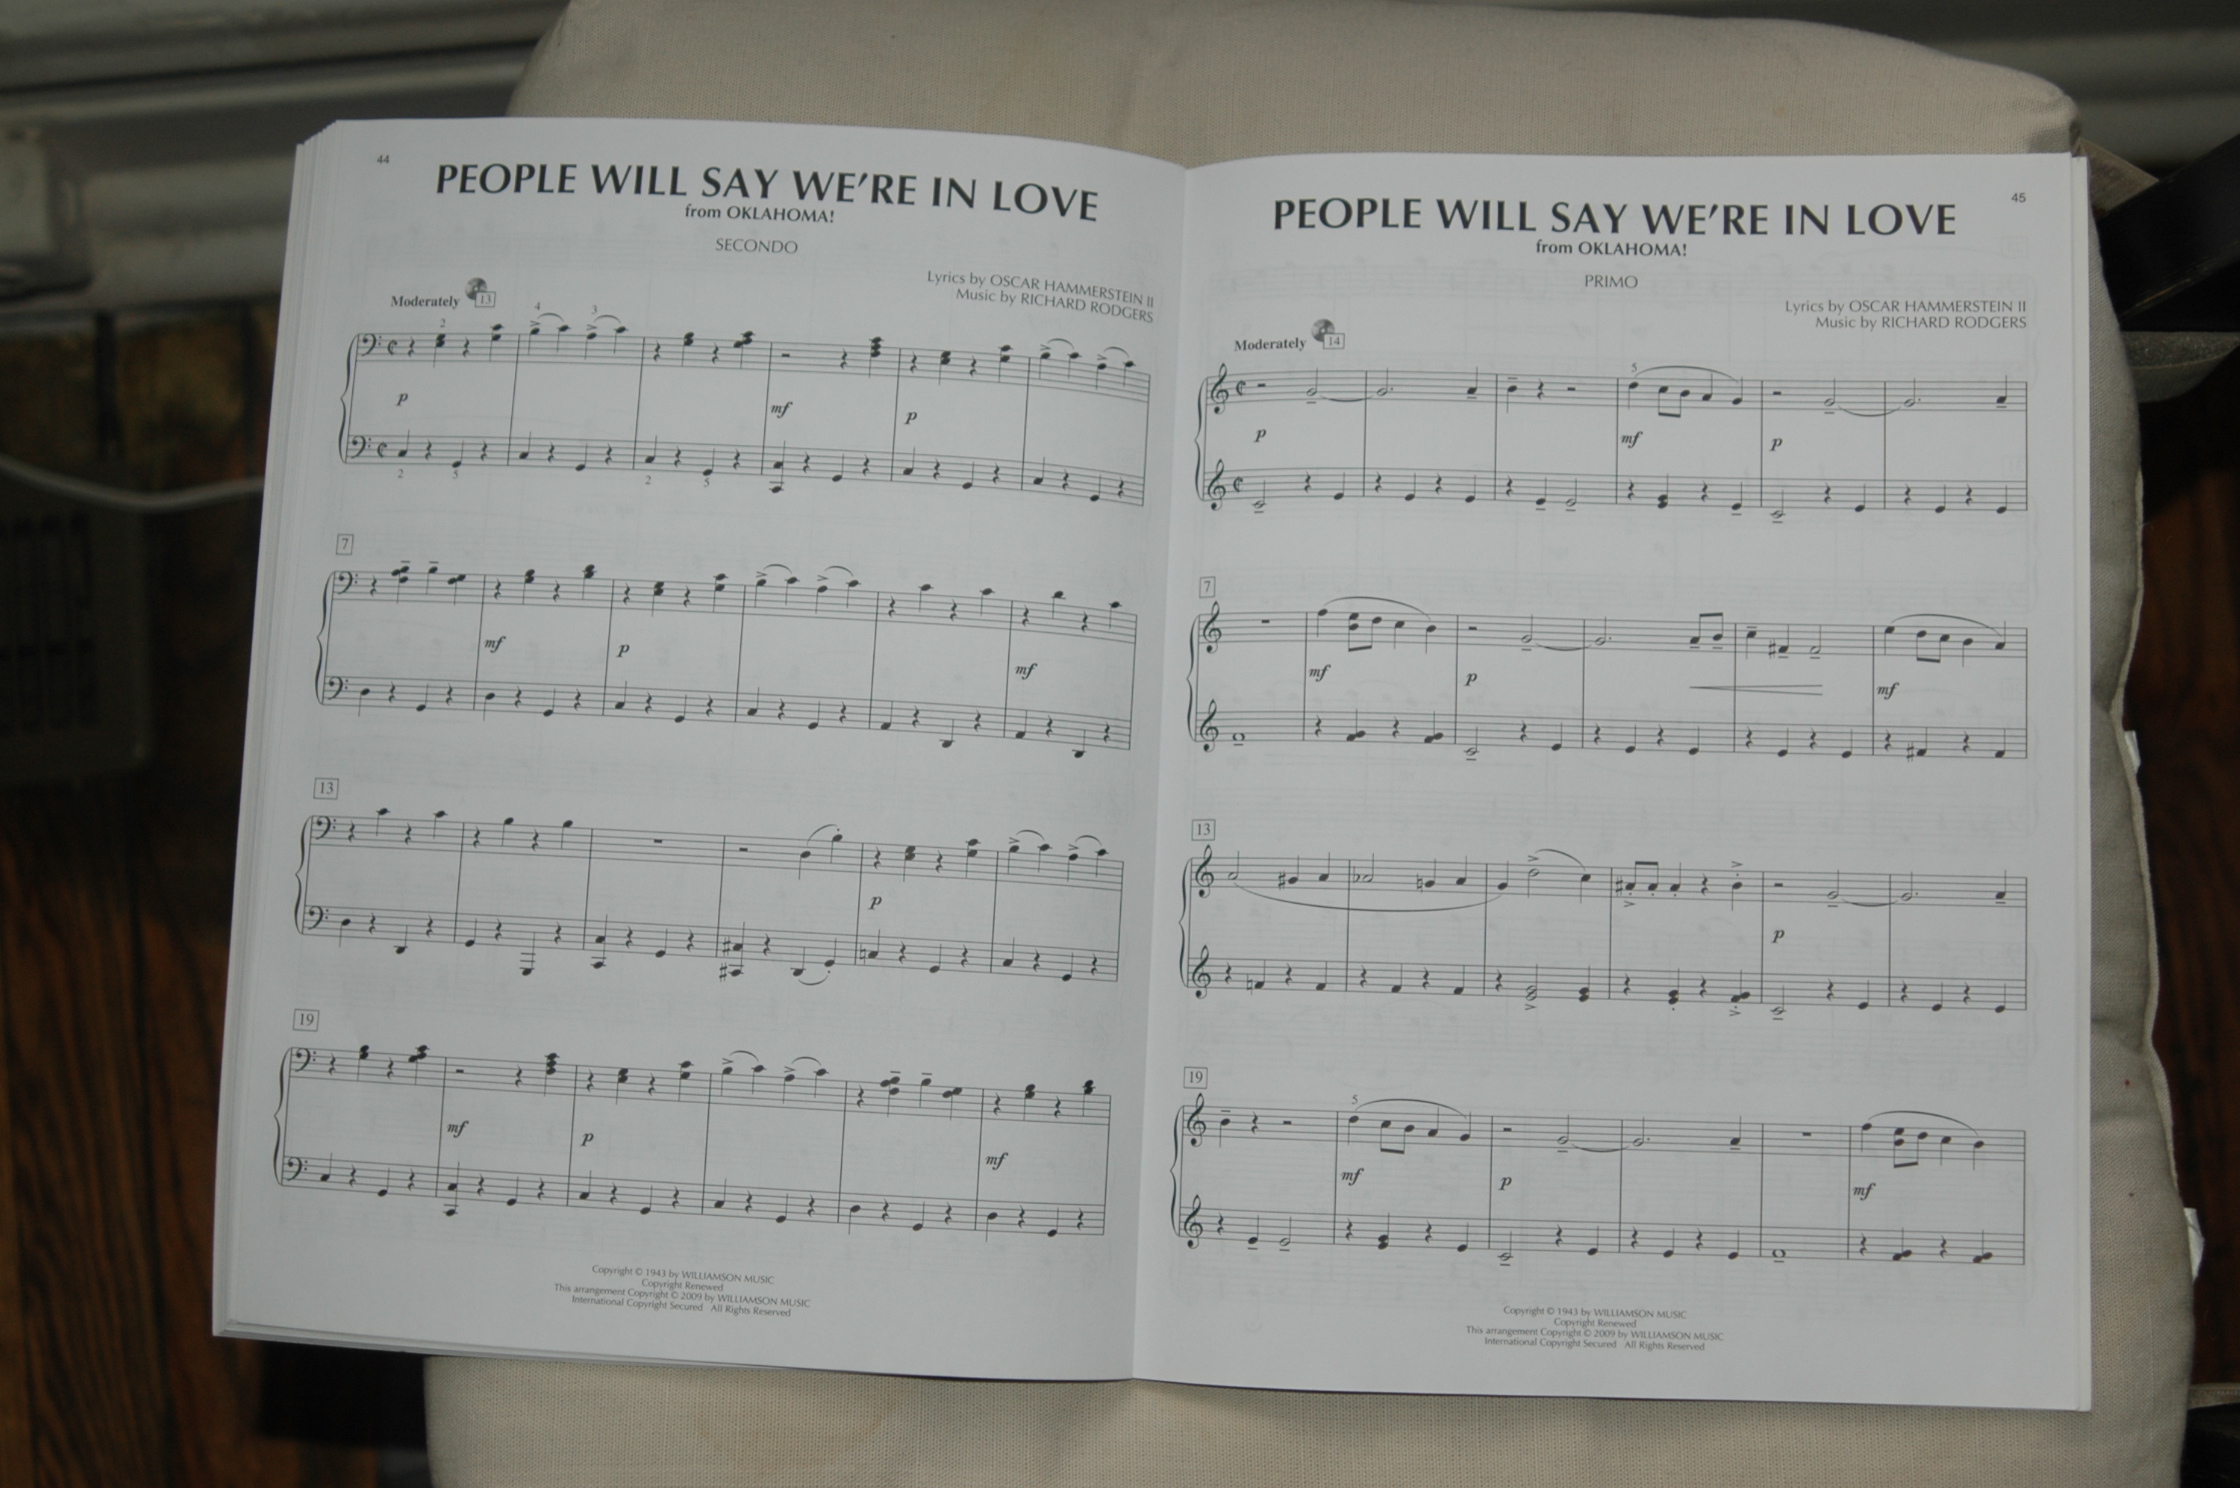 44
PEOPLE WILL SAY WE'RE IN LOVE
from OKLAHOMA!
SECONDO
Lyrics by OSCAR HAMMERSTEIN II
Music by RICHARD RODGERS
Moderately 13
2 4 3
p mf p
2 5 2 5
7
mf p mf
13
p
19
mf p mf
Copyright © 1943 by WILLIAMSON MUSIC
Copyright Renewed
This arrangement Copyright © 2009 by WILLIAMSON MUSIC
International Copyright Secured All Rights Reserved
45
PEOPLE WILL SAY WE'RE IN LOVE
from OKLAHOMA!
PRIMO
Lyrics by OSCAR HAMMERSTEIN II
Music by RICHARD RODGERS
Moderately 14
5
p mf p
7
mf p mf
13
p
19
5
mf p mf
Copyright © 1943 by WILLIAMSON MUSIC
Copyright Renewed
This arrangement Copyright © 2009 by WILLIAMSON MUSIC
International Copyright Secured All Rights Reserved